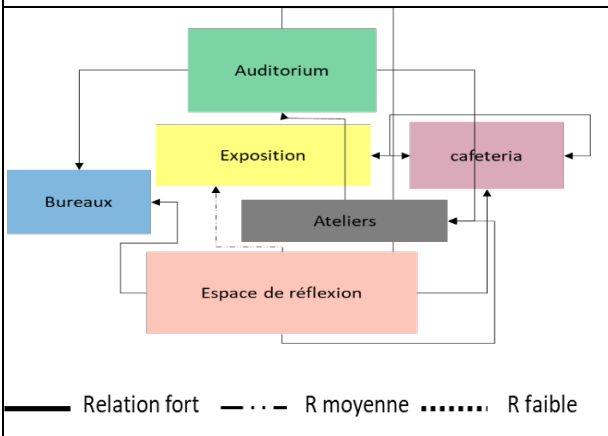 Auditorium
Exposition
cafeteria
Bureaux
Ateliers
Espace de réflexion
Relation fort R moyenne R faible